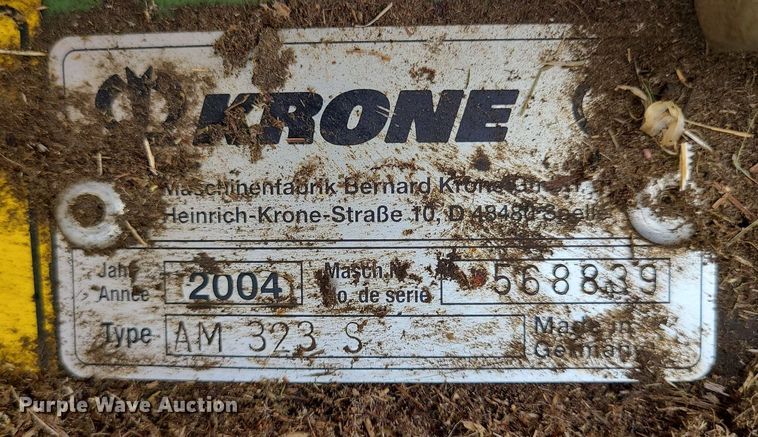 KRONE
Maschinenfabrik Bernard Krone
Heinrich-Krone-Straße 10, D 48480 Spelle
Jahr 2004 Masch.Nr. 568839
Année No. de serie
Type AM 323 S Made in
Germany
Purple Wave Auction